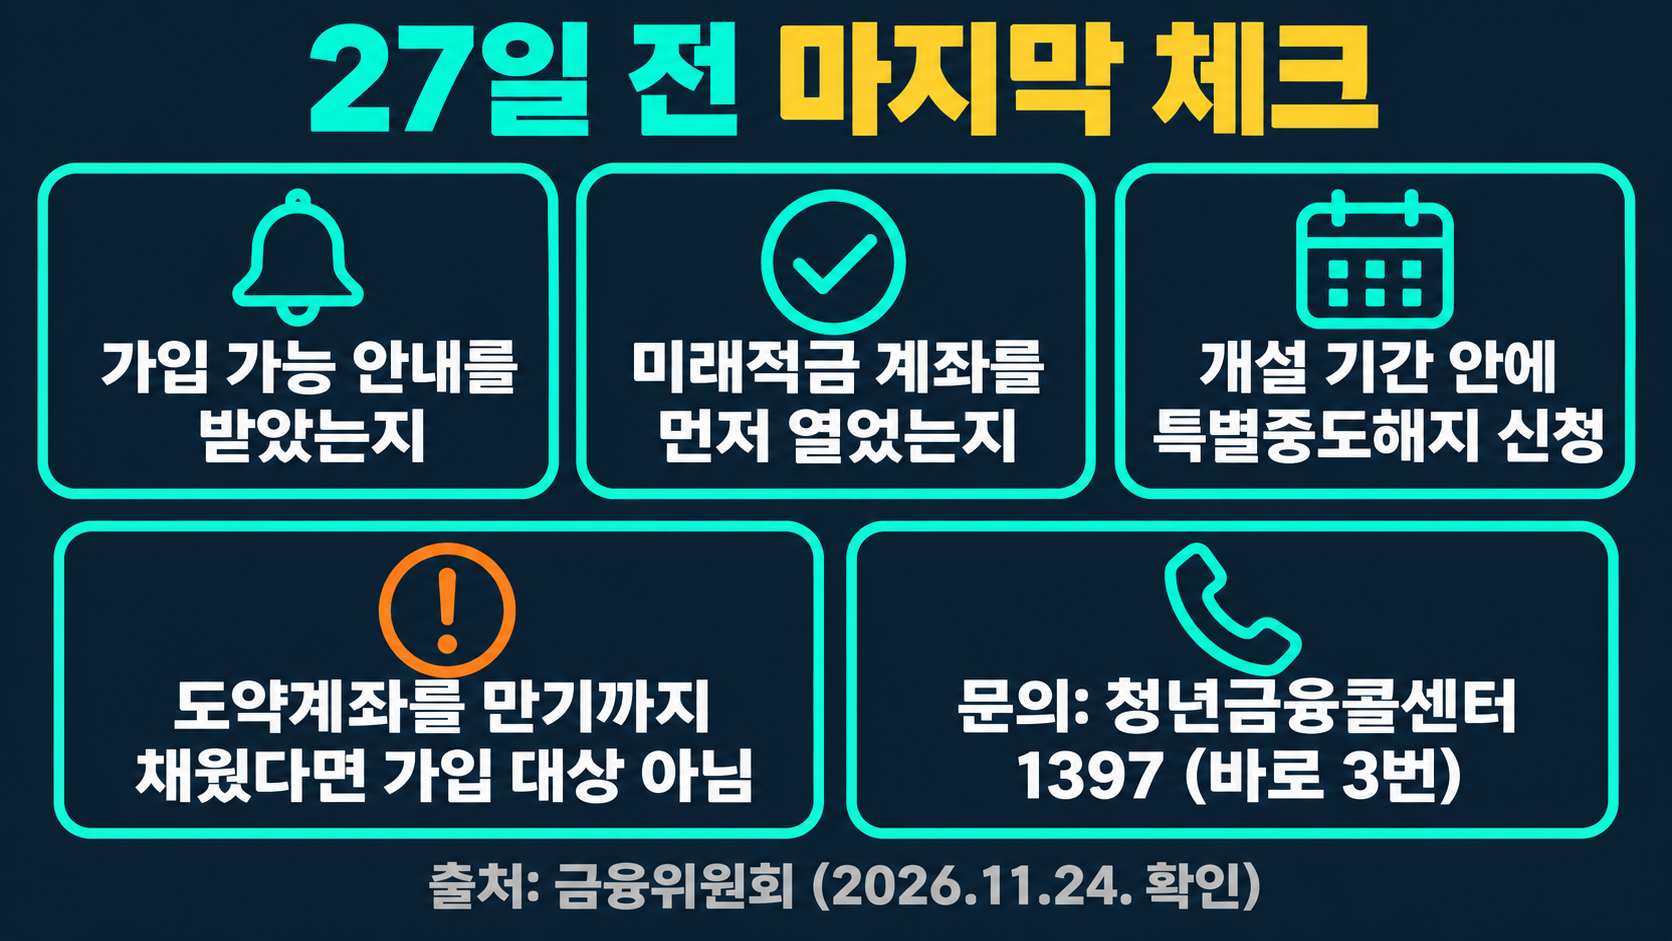 27일 전 마지막 체크
가입 가능 안내를
받았는지
미래적금 계좌를
먼저 열었는지
개설 기간 안에
특별중도해지 신청
도약계좌를 만기까지
채웠다면 가입 대상 아님
문의: 청년금융콜센터
1397 (바로 3번)
출처: 금융위원회 (2026.11.24. 확인)